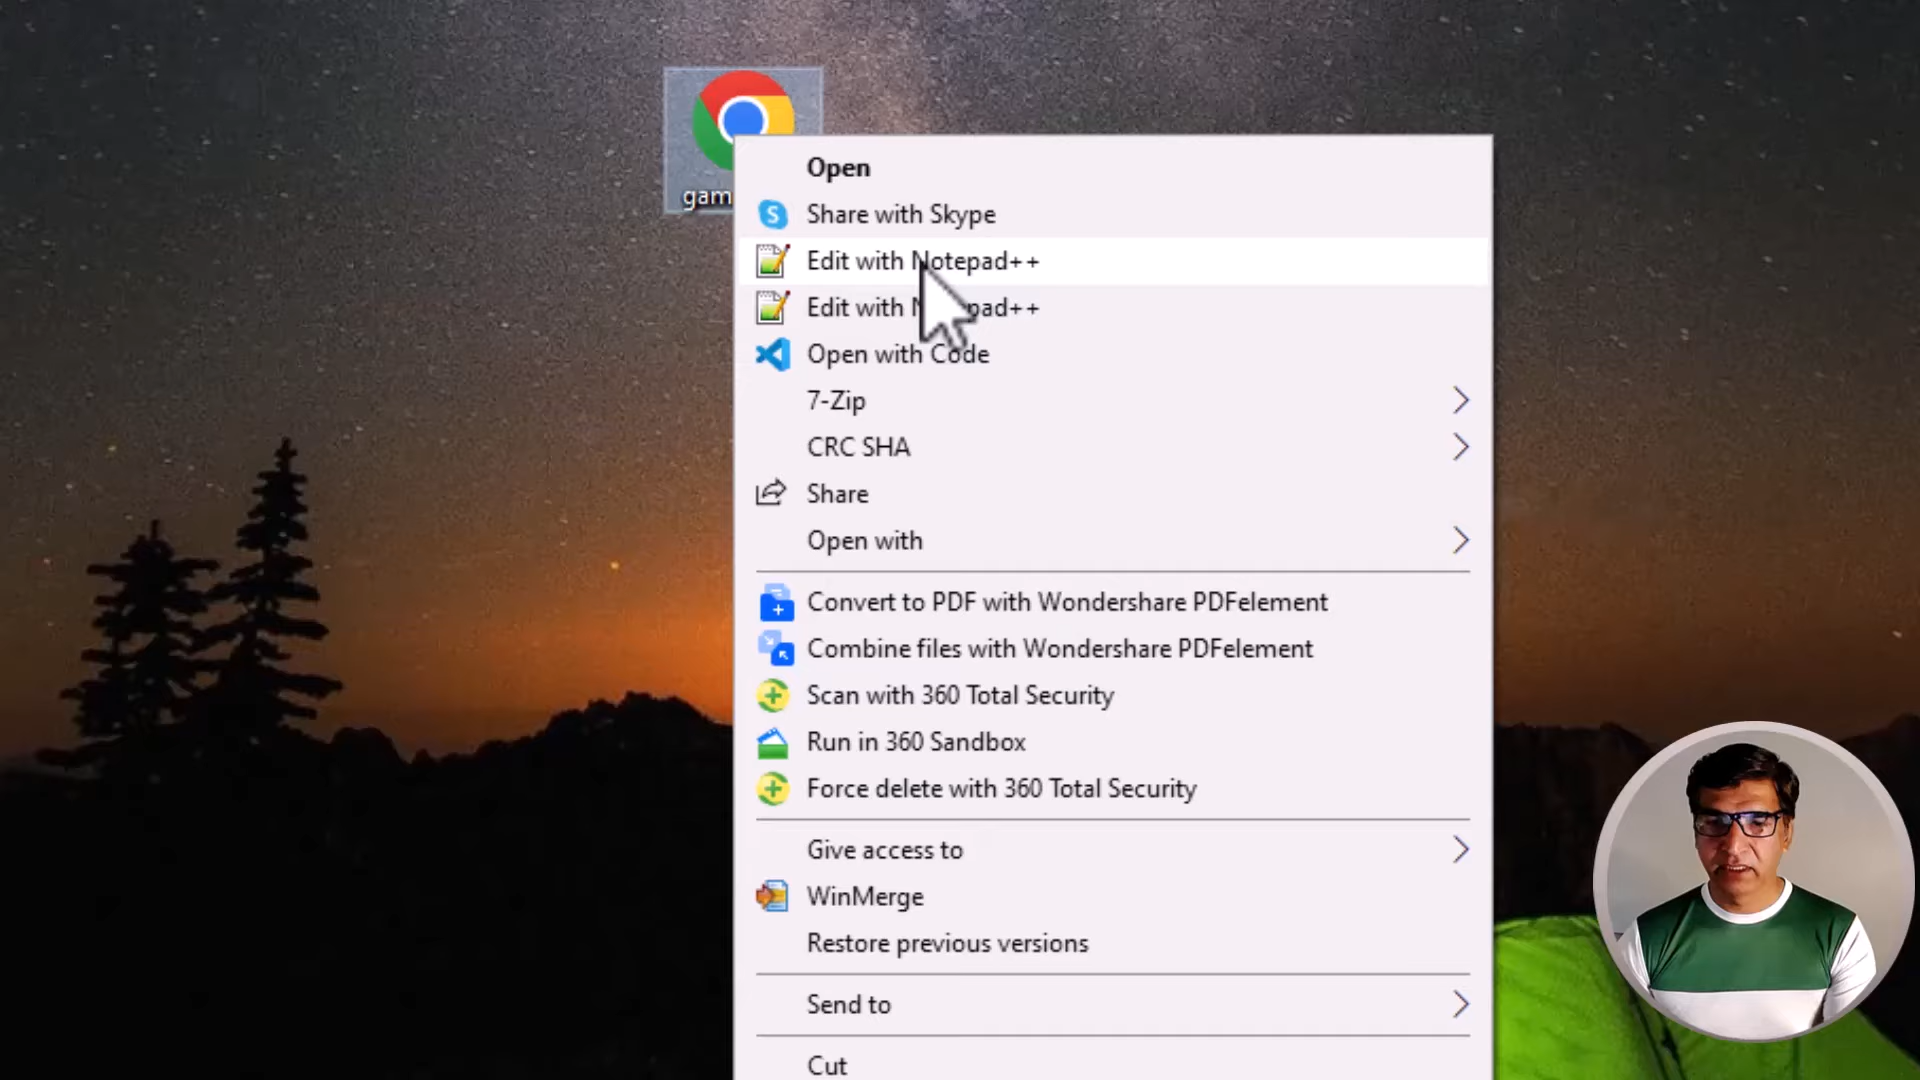 gam
Open
Share with Skype
Edit with Notepad++
Edit with Notepad++
Open with Code
7-Zip
CRC SHA
Share
Open with
Convert to PDF with Wondershare PDFelement
Combine files with Wondershare PDFelement
Scan with 360 Total Security
Run in 360 Sandbox
Force delete with 360 Total Security
Give access to
WinMerge
Restore previous versions
Send to
Cut